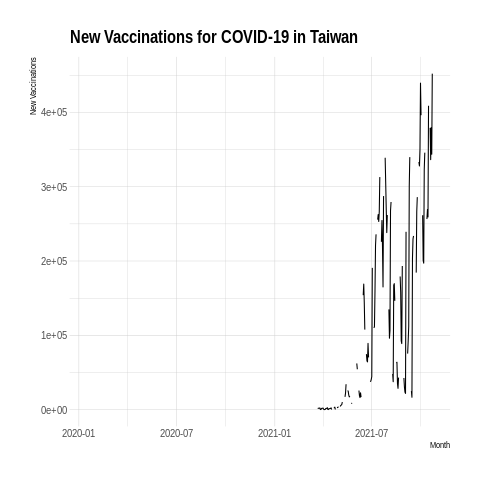 New Vaccinations for COVID-19 in Taiwan
New Vaccinations
4e+05
3e+05
2e+05
1e+05
0e+00
2020-01 2020-07 2021-01 2021-07
Month